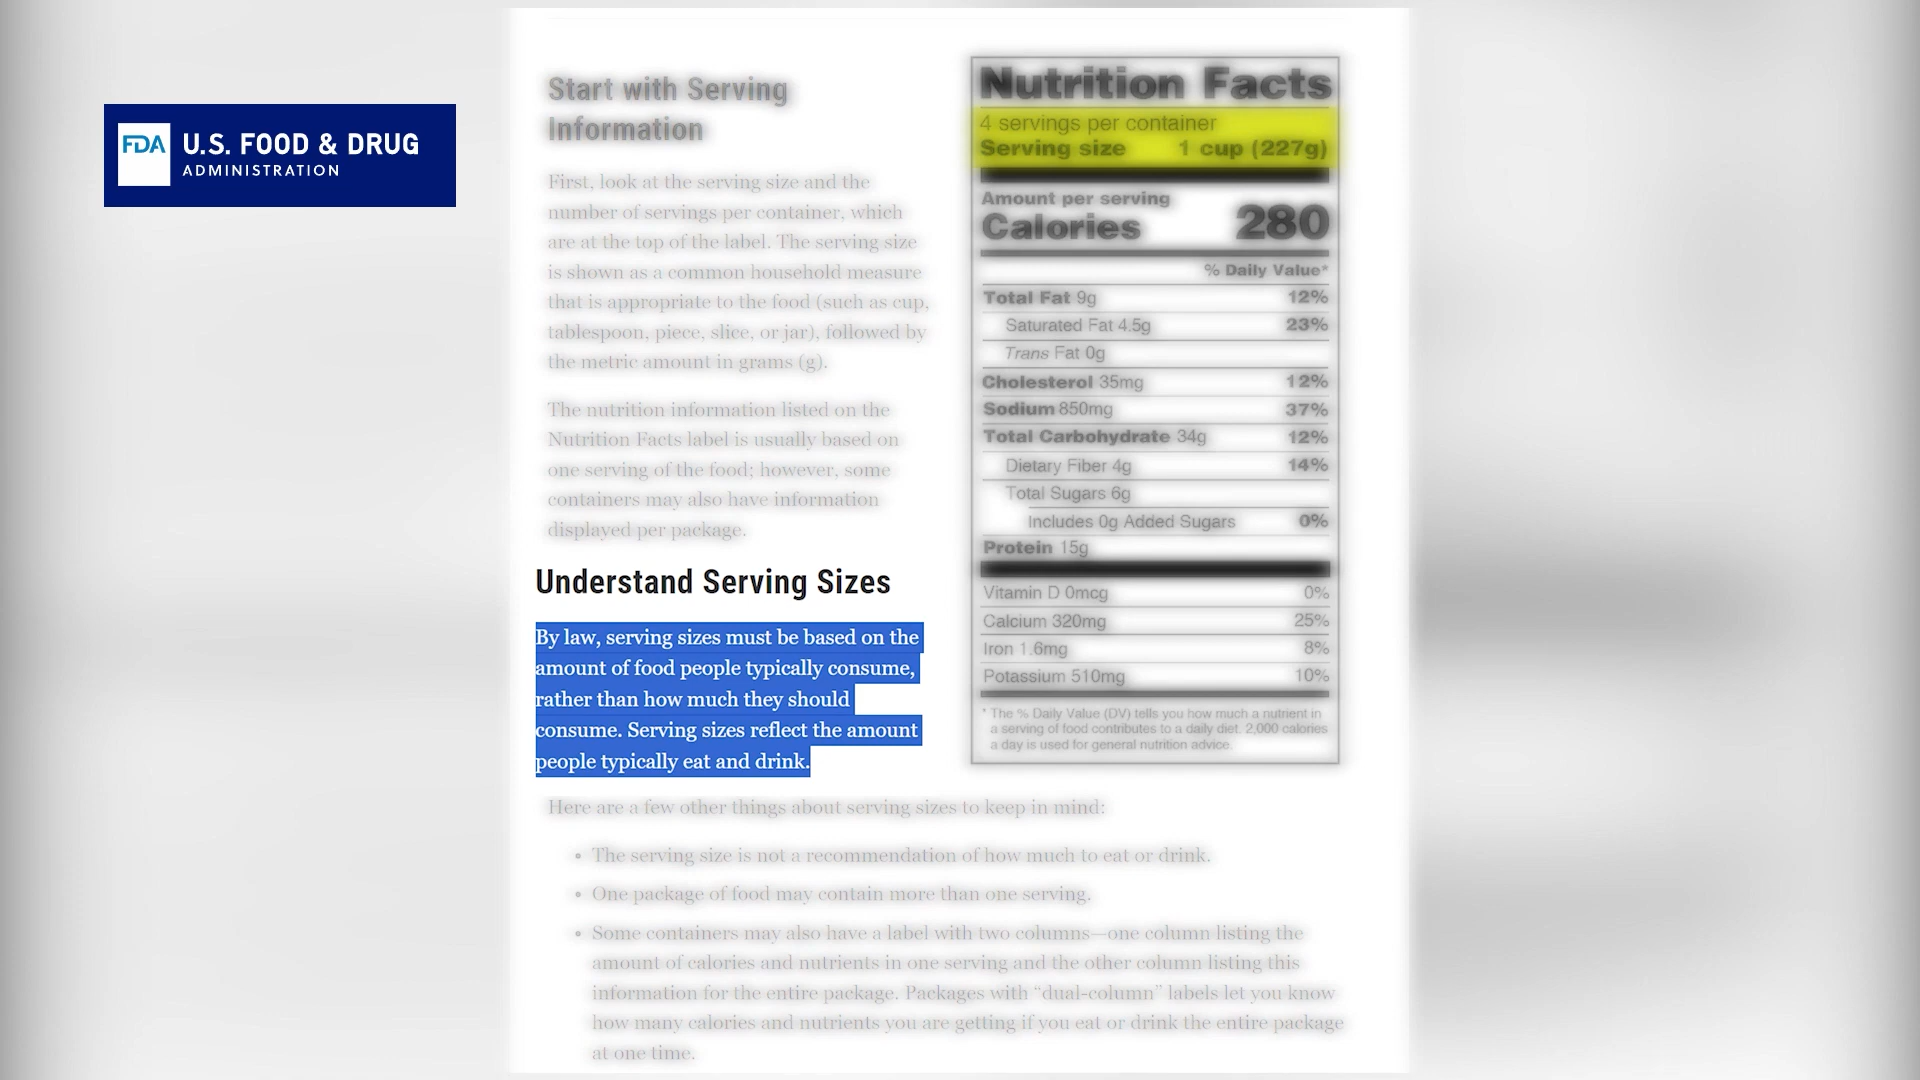 FDA
U.S. FOOD & DRUG
ADMINISTRATION
Start with Serving
Information
First, look at the serving size and the
number of servings per container, which
are at the top of the label. The serving size
is shown as a common household measure
that is appropriate to the food (such as cup,
tablespoon, piece, slice, or jar), followed by
the metric amount in grams (g).
The nutrition information listed on the
Nutrition Facts label is usually based on
one serving of the food; however, some
containers may also have information
displayed per package.
Understand Serving Sizes
By law, serving sizes must be based on the
amount of food people typically consume,
rather than how much they should
consume. Serving sizes reflect the amount
people typically eat and drink.
Here are a few other things about serving sizes to keep in mind:
• The serving size is not a recommendation of how much to eat or drink.
• One package of food may contain more than one serving.
• Some containers may also have a label with two columns—one column listing the
amount of calories and nutrients in one serving and the other column listing this
information for the entire package. Packages with “dual-column” labels let you know
how many calories and nutrients you are getting if you eat or drink the entire package
at one time.
Nutrition Facts
4 servings per container
Serving size 1 cup (227g)
Amount per serving
Calories 280
% Daily Value*
Total Fat 9g 12%
Saturated Fat 4.5g 23%
Trans Fat 0g
Cholesterol 35mg 12%
Sodium 850mg 37%
Total Carbohydrate 34g 12%
Dietary Fiber 4g 14%
Total Sugars 6g
Includes 0g Added Sugars 0%
Protein 15g
Vitamin D 0mcg 0%
Calcium 320mg 25%
Iron 1.6mg 8%
Potassium 510mg 10%
* The % Daily Value (DV) tells you how much a nutrient in
a serving of food contributes to a daily diet. 2,000 calories
a day is used for general nutrition advice.